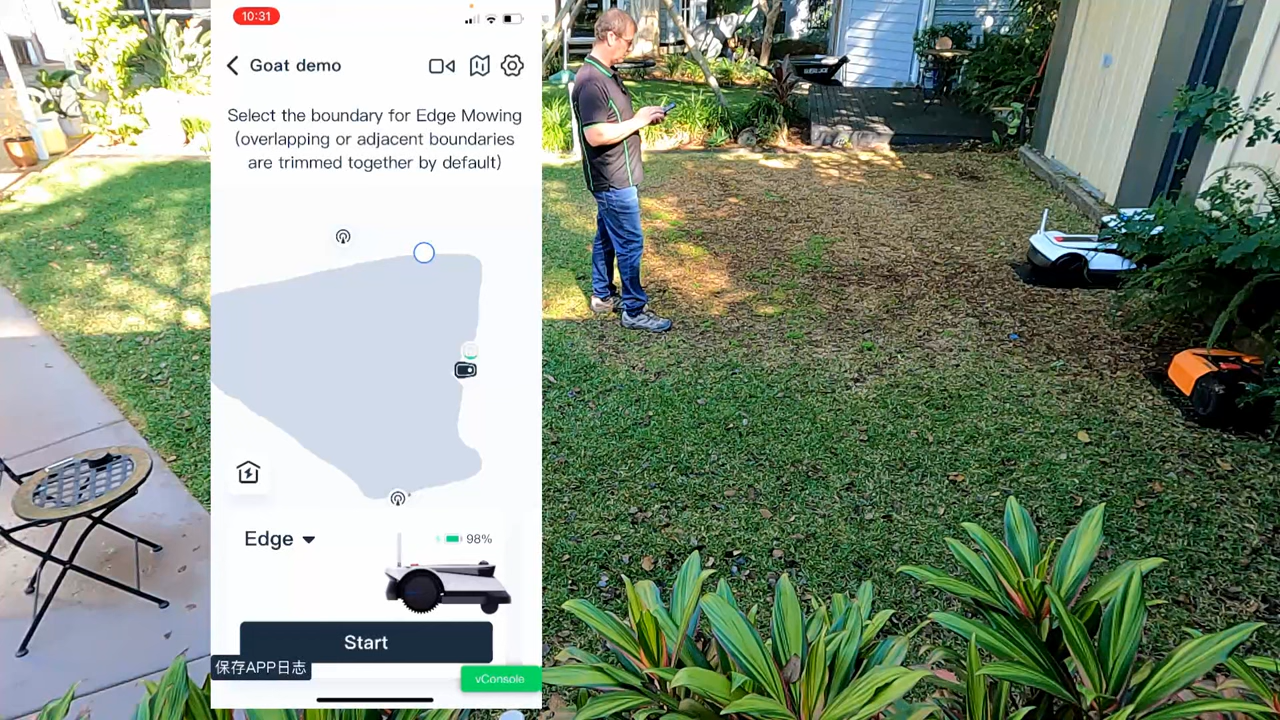 10:31
Goat demo
Select the boundary for Edge Mowing
(overlapping or adjacent boundaries
are trimmed together by default)
Edge
98%
Start
保存APP日志
vConsole